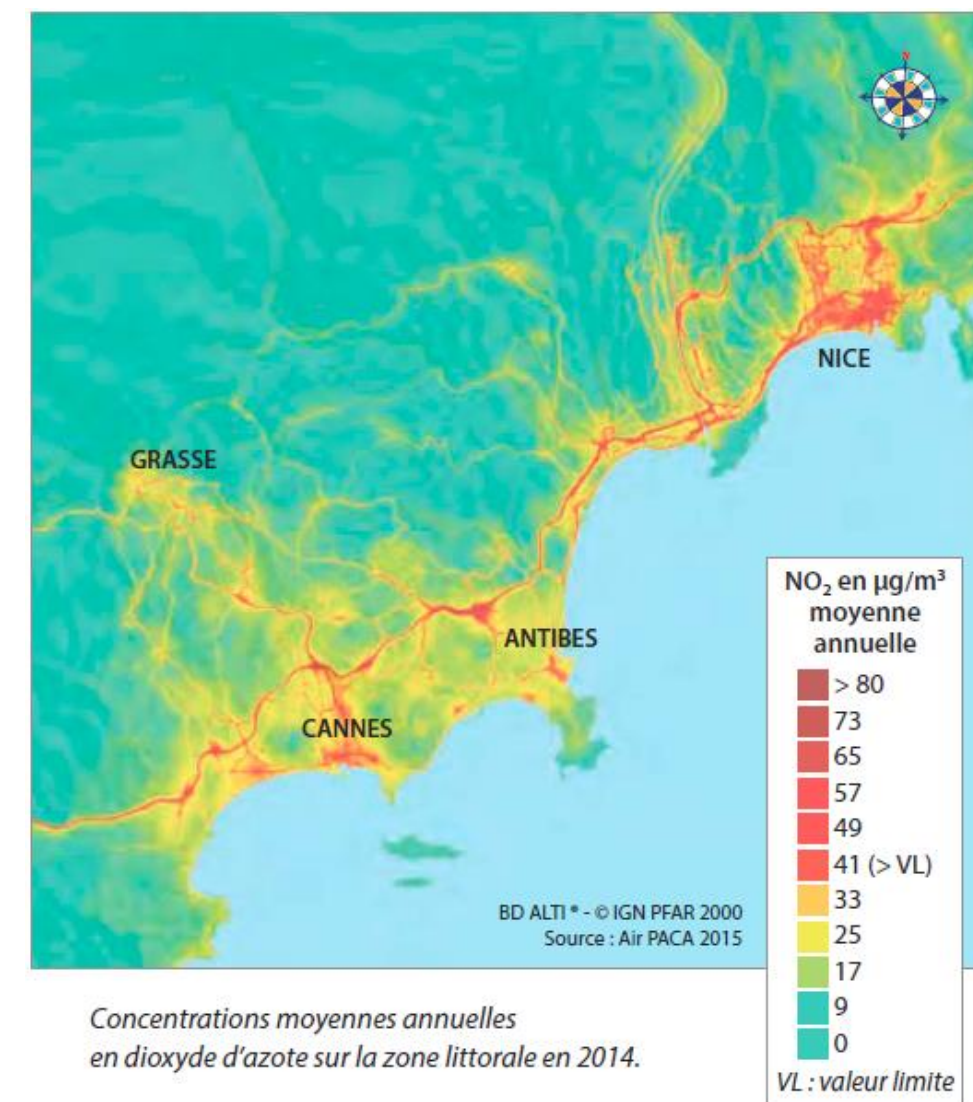 N
NICE
GRASSE
ANTIBES
CANNES
BD ALTI ® - © IGN PFAR 2000
Source : Air PACA 2015
NO₂ en µg/m³
moyenne
annuelle
> 80
73
65
57
49
41 (> VL)
33
25
17
9
0
VL : valeur limite
Concentrations moyennes annuelles
en dioxyde d'azote sur la zone littorale en 2014.